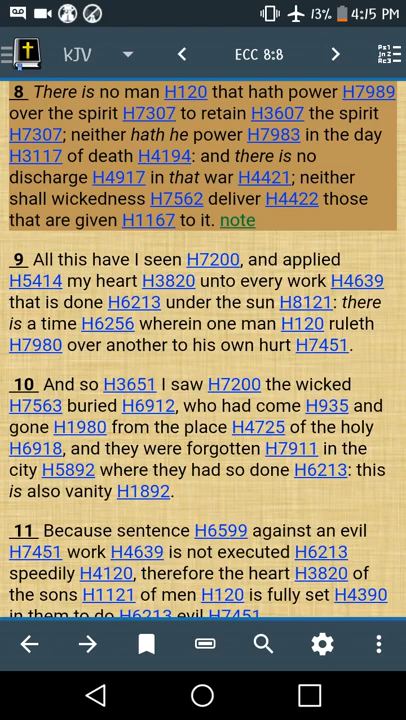 13% 4:15 PM
KJV ECC 8:8
8 There is no man H120 that hath power H7989
over the spirit H7307 to retain H3607 the spirit
H7307; neither hath he power H7983 in the day
H3117 of death H4194: and there is no
discharge H4917 in that war H4421; neither
shall wickedness H7562 deliver H4422 those
that are given H1167 to it. note
9 All this have I seen H7200, and applied
H5414 my heart H3820 unto every work H4639
that is done H6213 under the sun H8121: there
is a time H6256 wherein one man H120 ruleth
H7980 over another to his own hurt H7451.
10 And so H3651 I saw H7200 the wicked
H7563 buried H6912, who had come H935 and
gone H1980 from the place H4725 of the holy
H6918, and they were forgotten H7911 in the
city H5892 where they had so done H6213: this
is also vanity H1892.
11 Because sentence H6599 against an evil
H7451 work H4639 is not executed H6213
speedily H4120, therefore the heart H3820 of
the sons H1121 of men H120 is fully set H4390
in them to do H6213 evil H7451